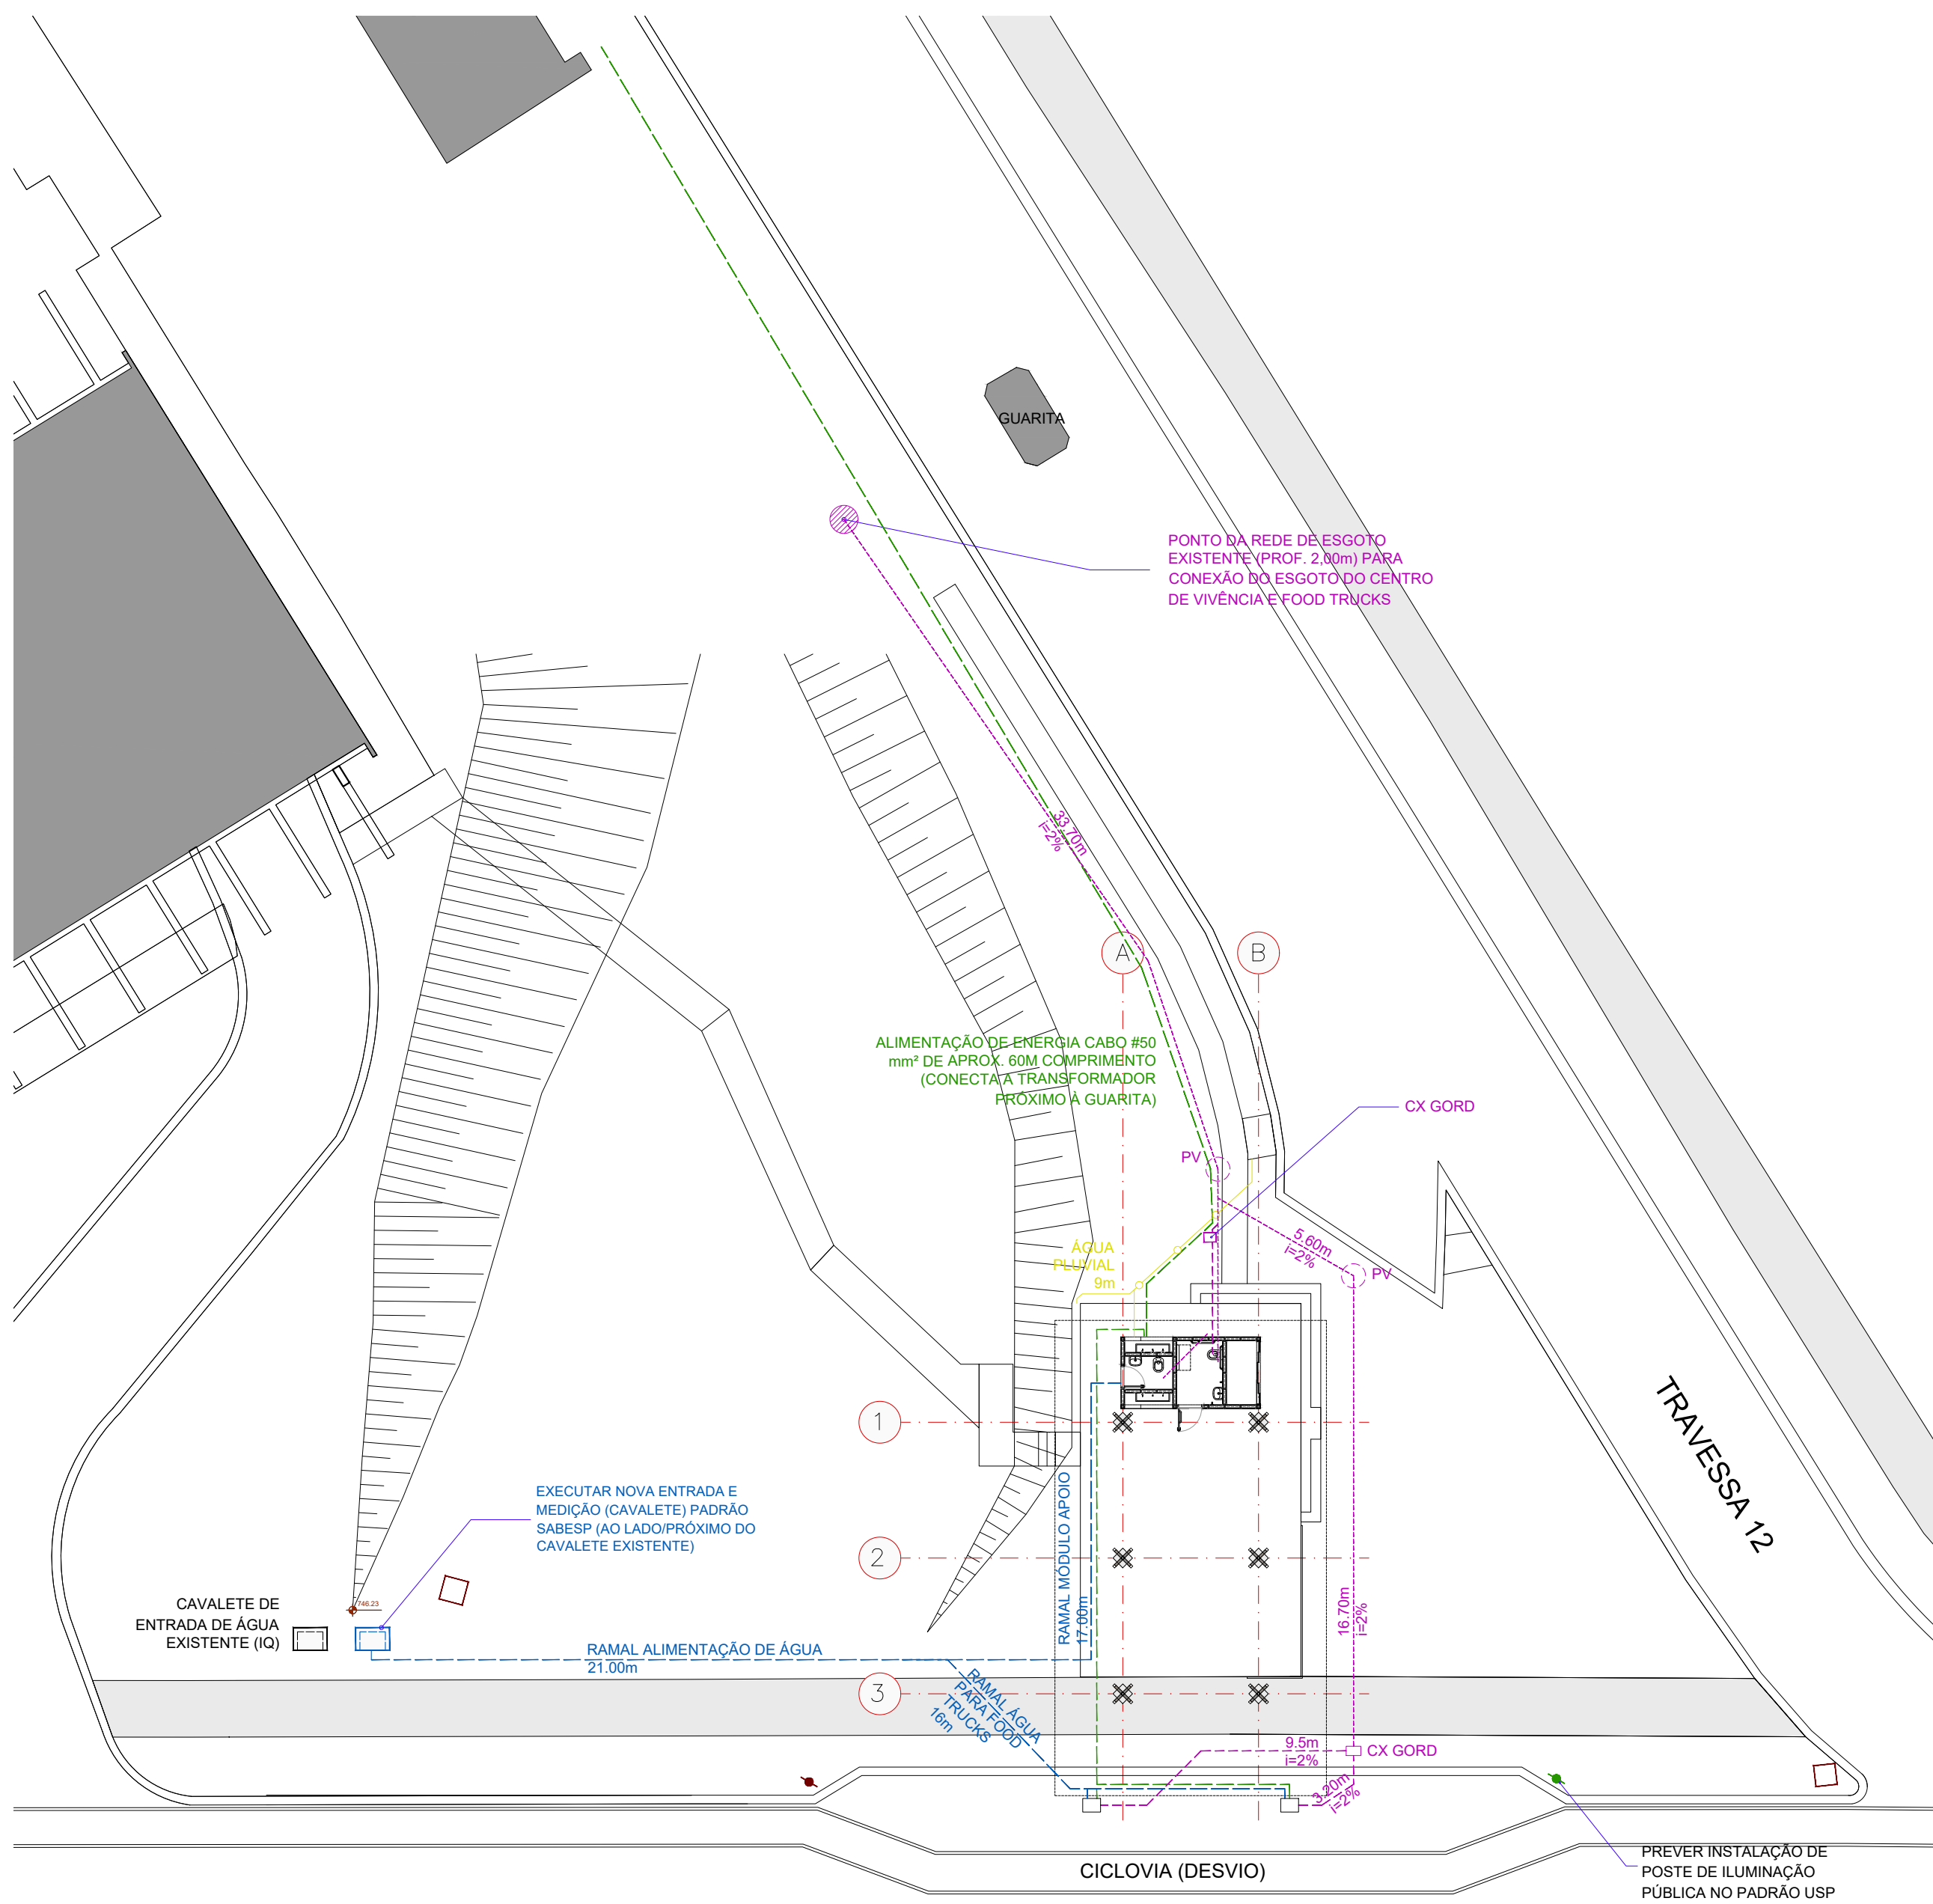 GUARITA
PONTO DA REDE DE ESGOTO
EXISTENTE (PROF. 2,00m) PARA
CONEXÃO DO ESGOTO DO CENTRO
DE VIVÊNCIA E FOOD TRUCKS
33.70m
i=2%
A
B
ALIMENTAÇÃO DE ENERGIA CABO #50
mm² DE APROX. 60M COMPRIMENTO
(CONECTA A TRANSFORMADOR
PRÓXIMO À GUARITA)
CX GORD
PV
5.60m
i=2%
PV
ÁGUA
PLUVIAL
9m
1
2
3
TRAVESSA 12
EXECUTAR NOVA ENTRADA E
MEDIÇÃO (CAVALETE) PADRÃO
SABESP (AO LADO/PRÓXIMO DO
CAVALETE EXISTENTE)
RAMAL MÓDULO APOIO
17.00m
16.70m
i=2%
CAVALETE DE
ENTRADA DE ÁGUA
EXISTENTE (IQ)
746.23
RAMAL ALIMENTAÇÃO DE ÁGUA
21.00m
RAMAL ÁGUA
PARA FOOD
TRUCKS
16m
9.5m
i=2%
CX GORD
3.20m
i=2%
CICLOVIA (DESVIO)
PREVER INSTALAÇÃO DE
POSTE DE ILUMINAÇÃO
PÚBLICA NO PADRÃO USP